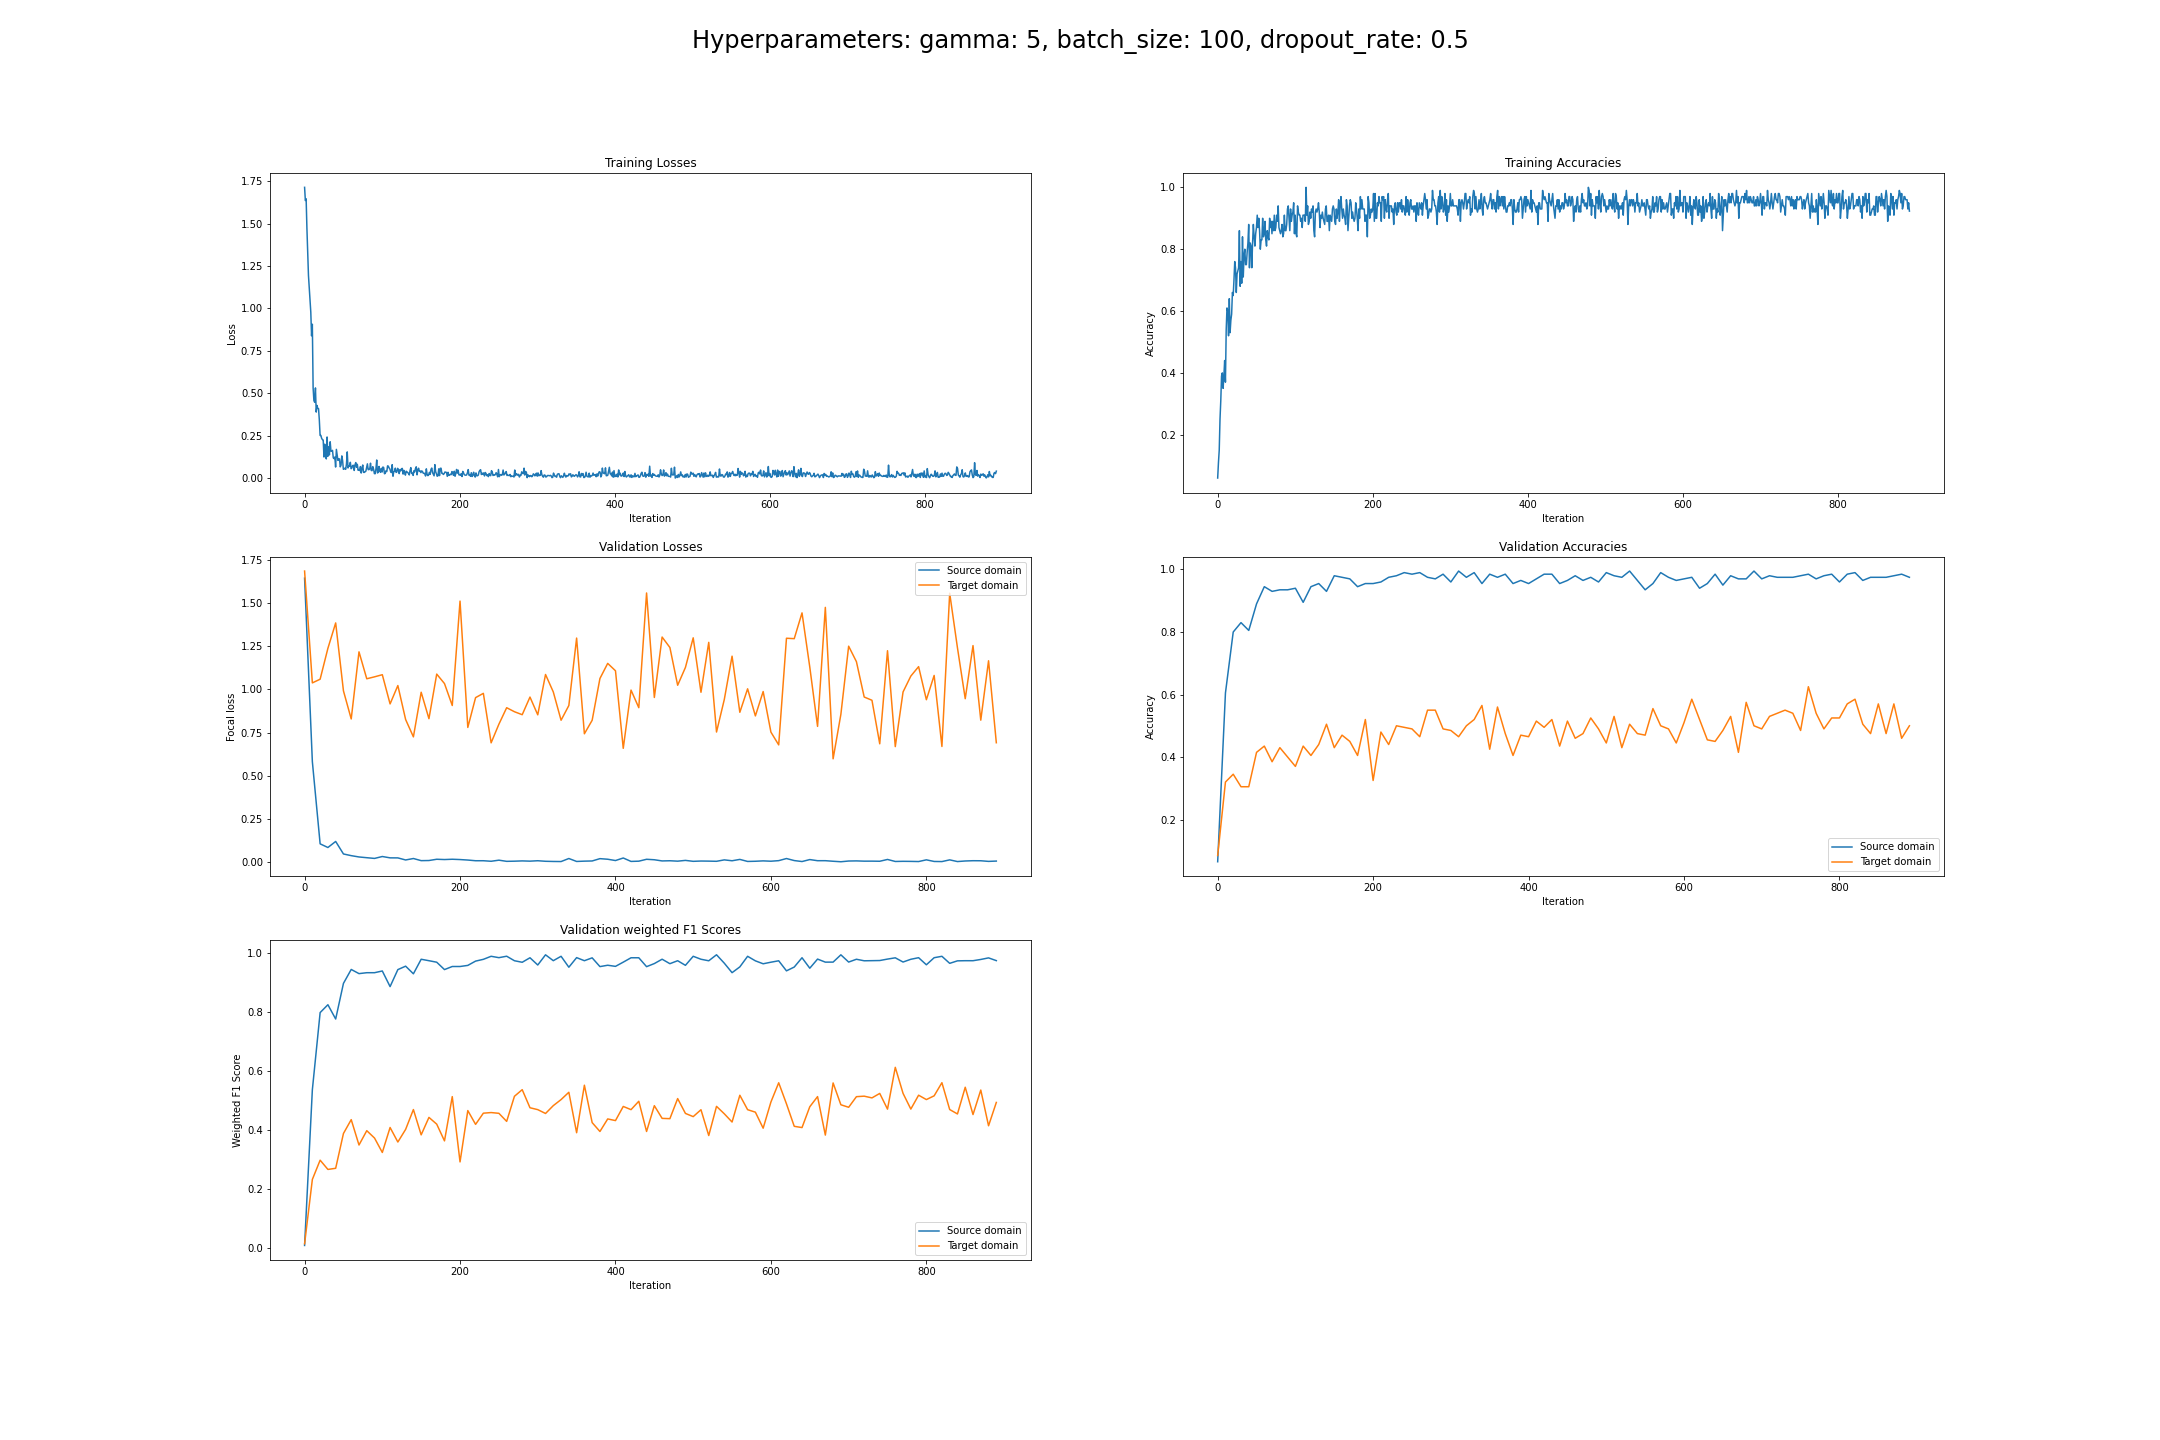 Hyperparameters: gamma: 5, batch_size: 100, dropout_rate: 0.5
Training Losses
1.75
1.50
1.25
1.00
0.75
0.50
0.25
0.00
Loss
0 200 400 600 800
Iteration
Training Accuracies
1.0
0.8
0.6
0.4
0.2
Accuracy
0 200 400 600 800
Iteration
Validation Losses
1.75
1.50
1.25
1.00
0.75
0.50
0.25
0.00
Focal loss
Source domain
Target domain
0 200 400 600 800
Iteration
Validation Accuracies
1.0
0.8
0.6
0.4
0.2
Accuracy
Source domain
Target domain
0 200 400 600 800
Iteration
Validation weighted F1 Scores
1.0
0.8
0.6
0.4
0.2
0.0
Weighted F1 Score
Source domain
Target domain
0 200 400 600 800
Iteration